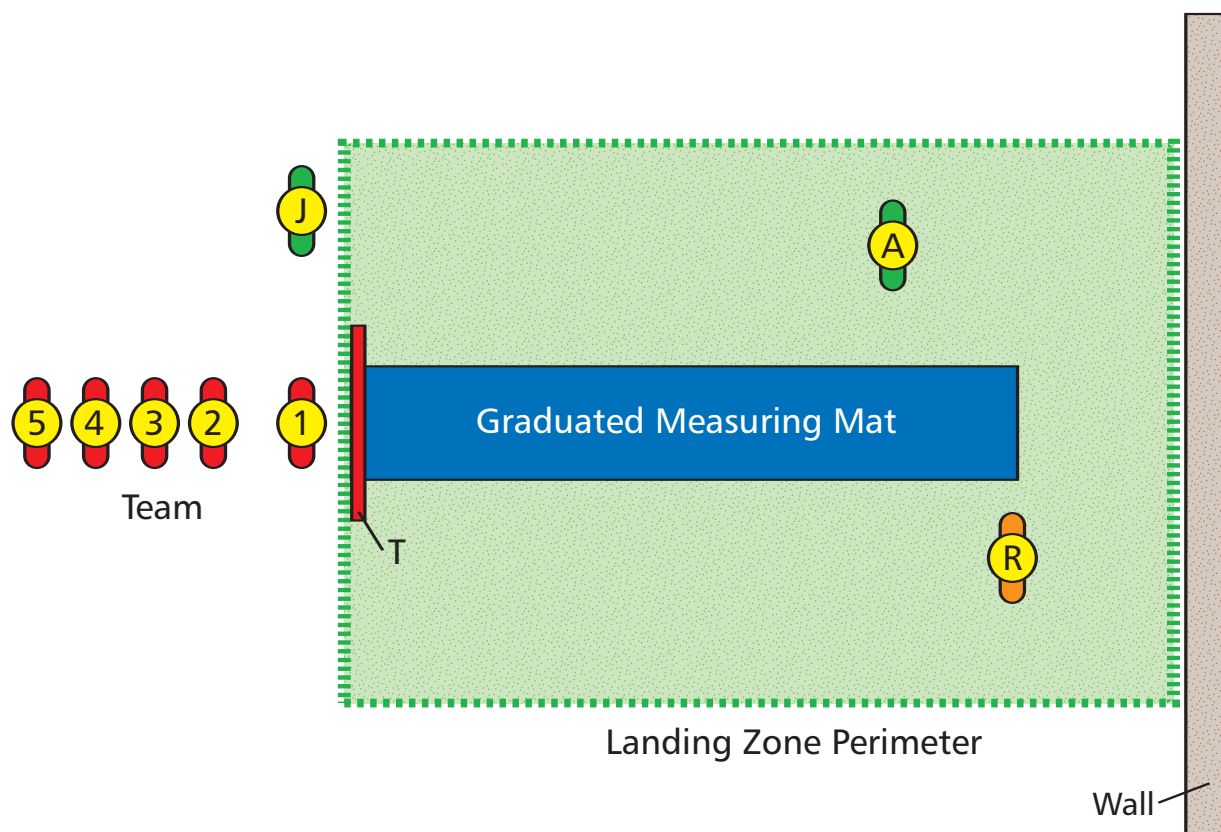 J
A
5 4 3 2 1
Graduated Measuring Mat
Team
T
R
Landing Zone Perimeter
Wall